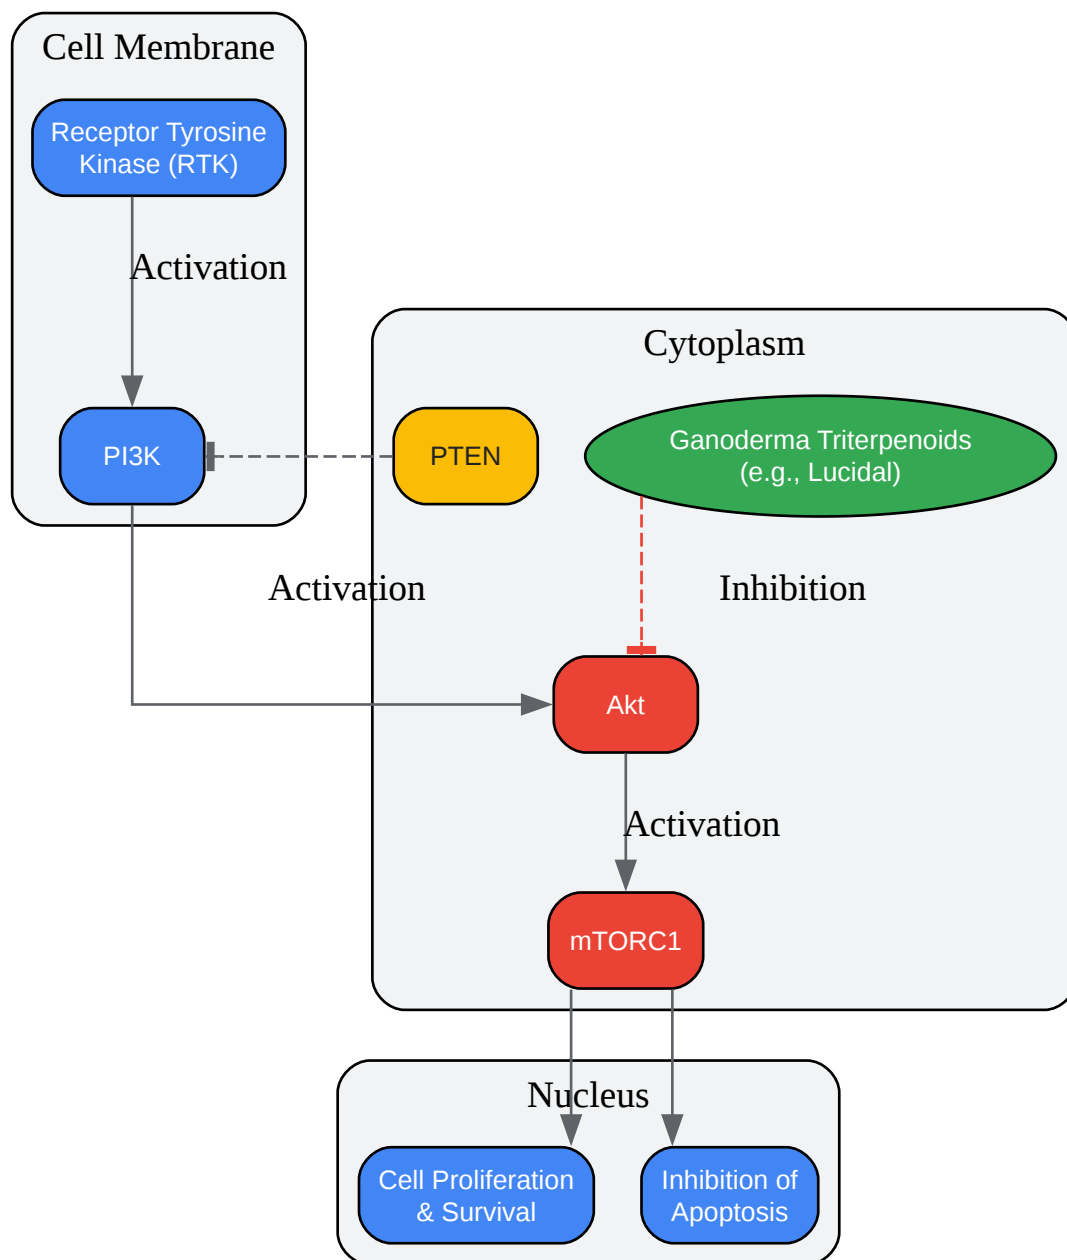 Cell Membrane
Receptor Tyrosine
Kinase (RTK)
Activation
Cytoplasm
PI3K
PTEN
Ganoderma Triterpenoids
(e.g., Lucidal)
Activation
Inhibition
Akt
Activation
mTORC1
Nucleus
Cell Proliferation
& Survival
Inhibition of
Apoptosis